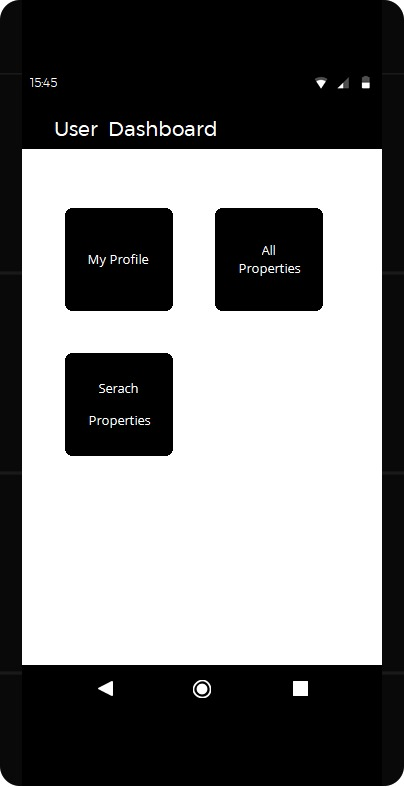 15:45
User Dashboard
My Profile
All
Properties
Serach
Properties